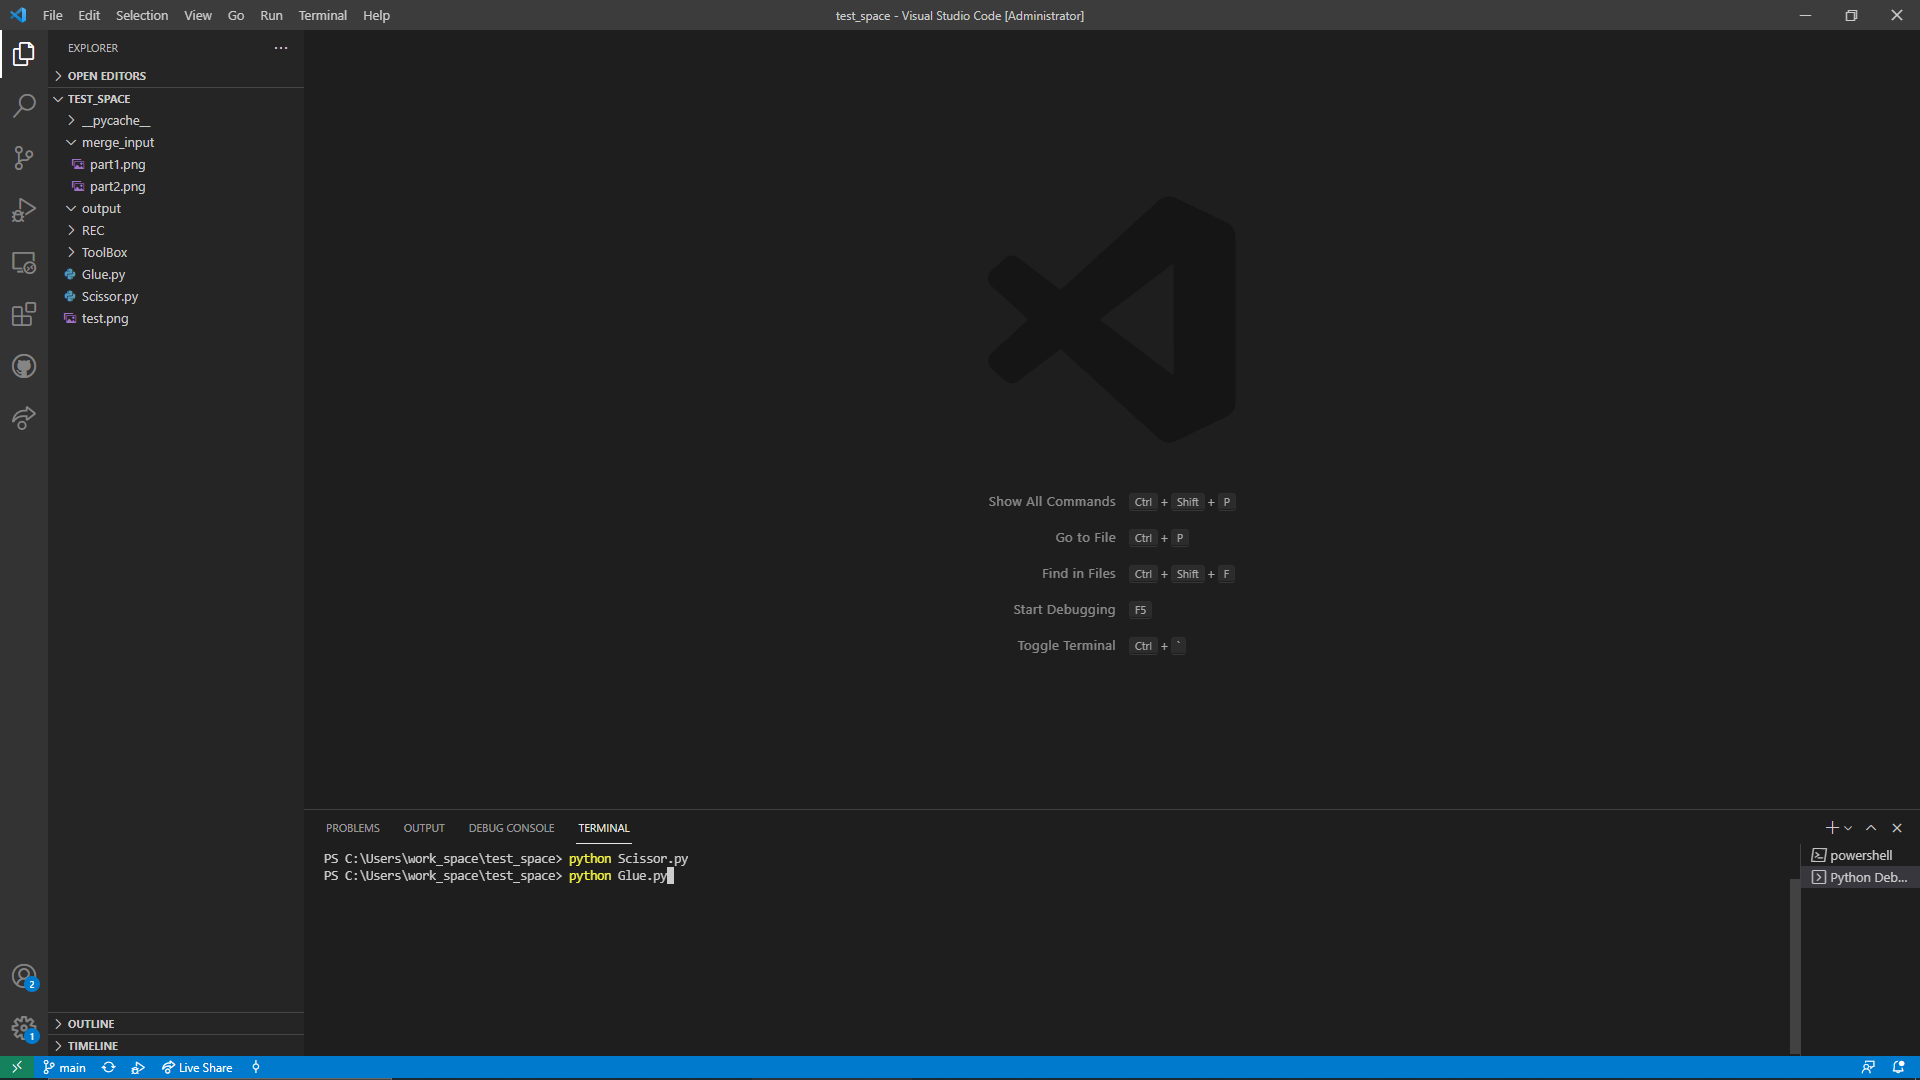 File Edit Selection View Go Run Terminal Help
test_space - Visual Studio Code [Administrator]
EXPLORER
OPEN EDITORS
TEST_SPACE
__pycache__
merge_input
part1.png
part2.png
output
REC
ToolBox
Glue.py
Scissor.py
test.png
Show All Commands Ctrl + Shift + P
Go to File Ctrl + P
Find in Files Ctrl + Shift + F
Start Debugging F5
Toggle Terminal Ctrl + `
PROBLEMS OUTPUT DEBUG CONSOLE TERMINAL
PS C:\Users\work_space\test_space> python Scissor.py
PS C:\Users\work_space\test_space> python Glue.py
powershell
Python Deb...
2
1
OUTLINE
TIMELINE
main Live Share